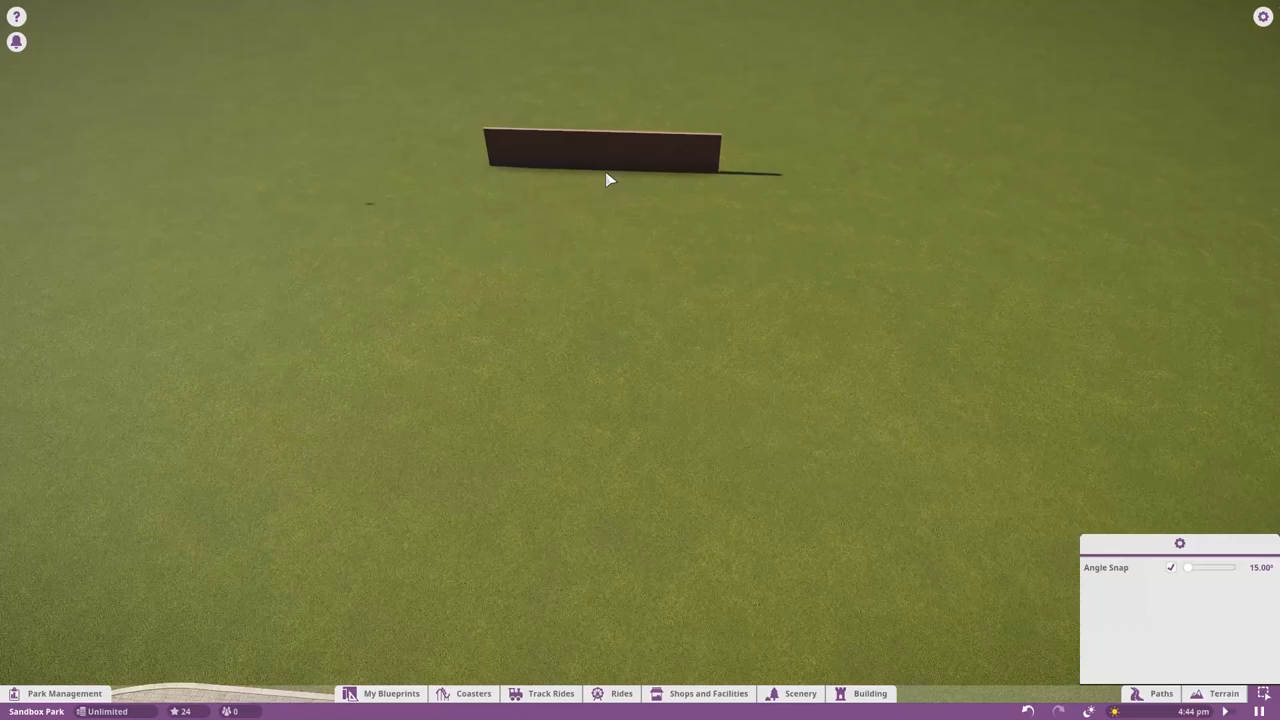 ?
Angle Snap 15.00°
Park Management My Blueprints Coasters Track Rides Rides Shops and Facilities Scenery Building Paths Terrain
Sandbox Park Unlimited 24 0 4:44 pm